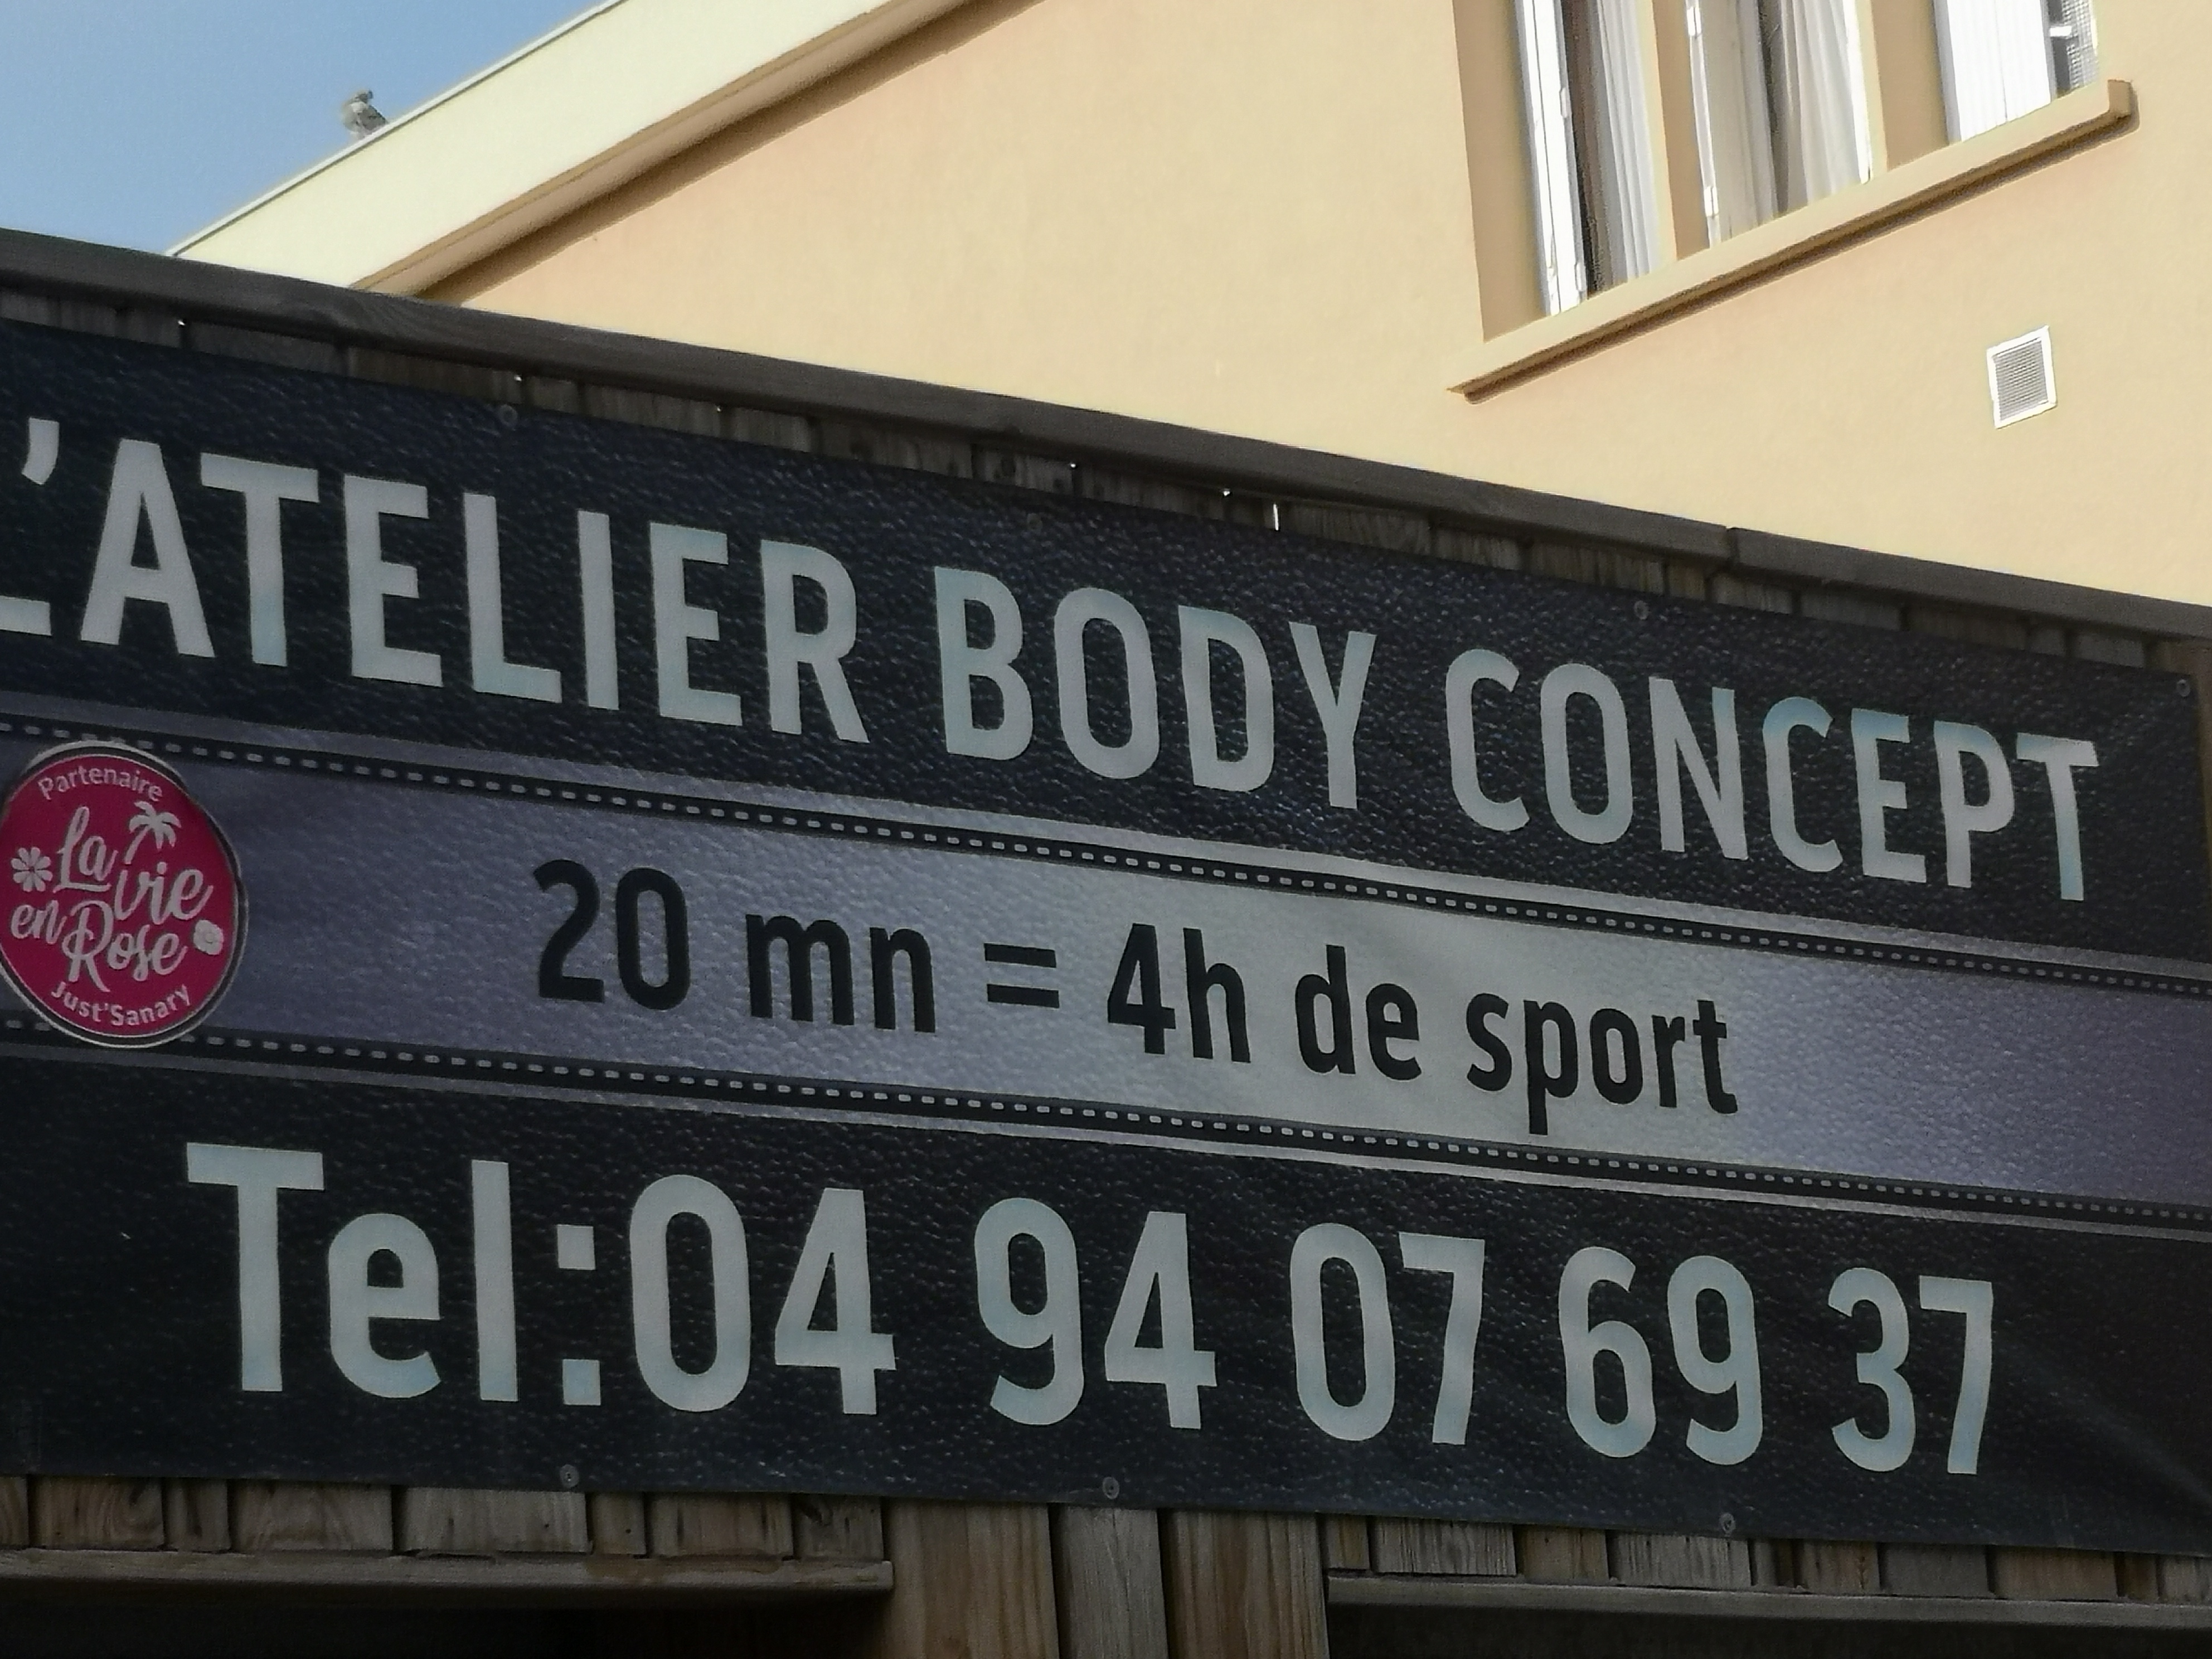 L'ATELIER BODY CONCEPT
Partenaire
La vie
en Rose
Just'Sanary
20 mn = 4h de sport
Tel:04 94 07 69 37